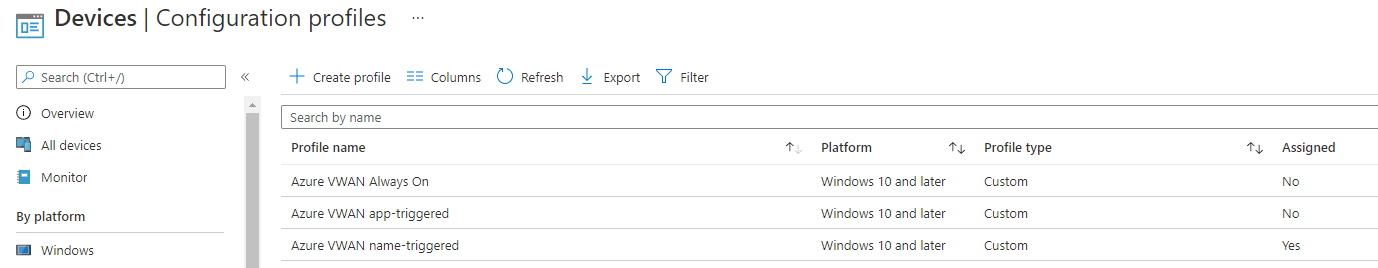 Devices | Configuration profiles ...
Search (Ctrl+/) «
Create profile Columns Refresh Export Filter
Overview
All devices
Monitor
By platform
Windows
Search by name
Profile name Platform Profile type Assigned
Azure VWAN Always On Windows 10 and later Custom No
Azure VWAN app-triggered Windows 10 and later Custom No
Azure VWAN name-triggered Windows 10 and later Custom Yes